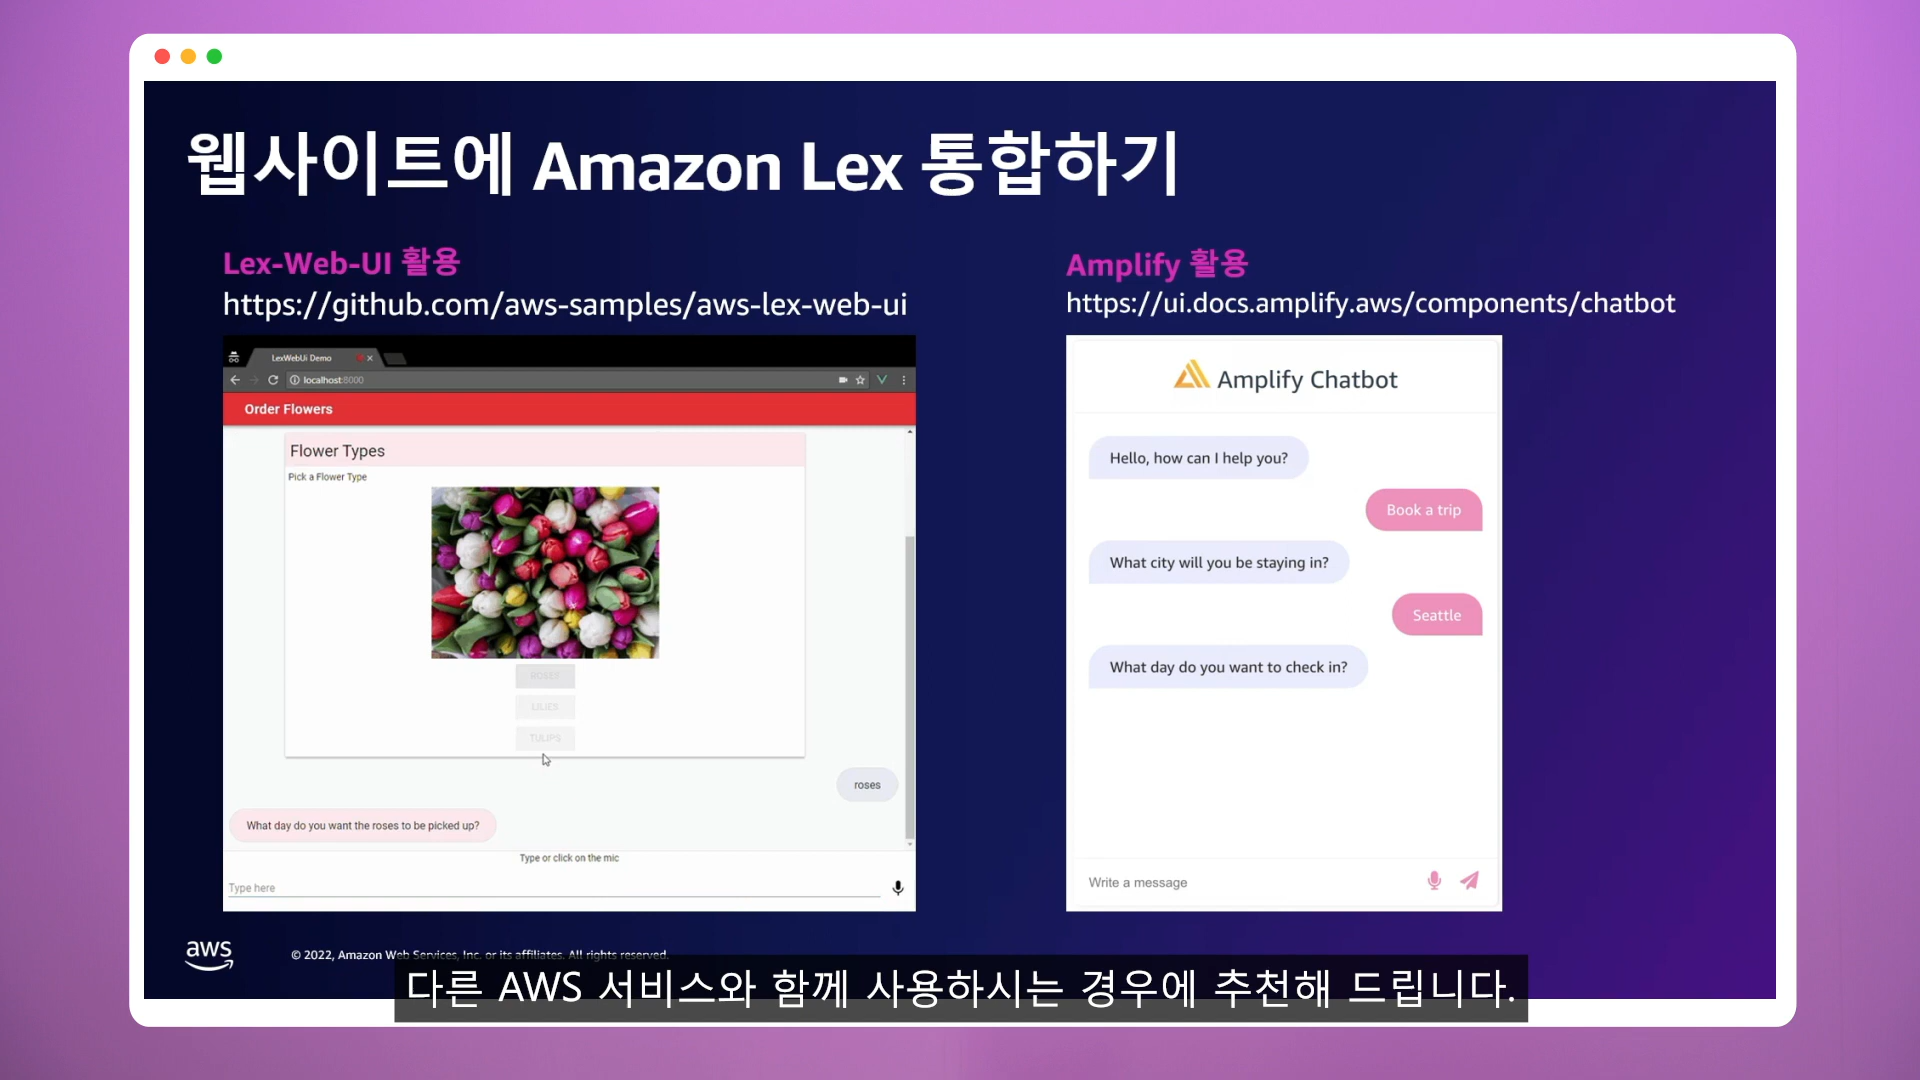 웹사이트에 Amazon Lex 통합하기
Lex-Web-UI 활용
https://github.com/aws-samples/aws-lex-web-ui
LexWebUi Demo
localhost:8000
Order Flowers
Flower Types
Pick a Flower Type
ROSES
LILIES
TULIPS
roses
What day do you want the roses to be picked up?
Type or click on the mic
Type here
Amplify 활용
https://ui.docs.amplify.aws/components/chatbot
Amplify Chatbot
Hello, how can I help you?
Book a trip
What city will you be staying in?
Seattle
What day do you want to check in?
Write a message
aws
© 2022, Amazon Web Services, Inc. or its affiliates. All rights reserved.
다른 AWS 서비스와 함께 사용하시는 경우에 추천해 드립니다.